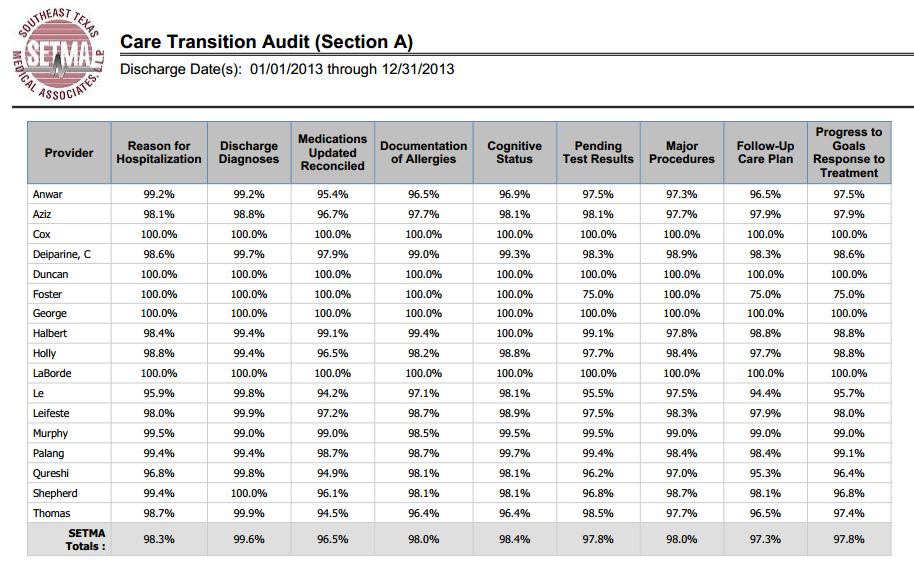 SOUTHEAST TEXAS
SETMA
MEDICAL ASSOCIATES, LLP
Care Transition Audit (Section A)
Discharge Date(s): 01/01/2013 through 12/31/2013
Provider Reason for Hospitalization Discharge Diagnoses Medications Updated Reconciled Documentation of Allergies Cognitive Status Pending Test Results Major Procedures Follow-Up Care Plan Progress to Goals Response to Treatment
Anwar 99.2% 99.2% 95.4% 96.5% 96.9% 97.5% 97.3% 96.5% 97.5%
Aziz 98.1% 98.8% 96.7% 97.7% 98.1% 98.1% 97.7% 97.9% 97.9%
Cox 100.0% 100.0% 100.0% 100.0% 100.0% 100.0% 100.0% 100.0% 100.0%
Deiparine, C 98.6% 99.7% 97.9% 99.0% 99.3% 98.3% 98.9% 98.3% 98.6%
Duncan 100.0% 100.0% 100.0% 100.0% 100.0% 100.0% 100.0% 100.0% 100.0%
Foster 100.0% 100.0% 100.0% 100.0% 100.0% 75.0% 100.0% 75.0% 75.0%
George 100.0% 100.0% 100.0% 100.0% 100.0% 100.0% 100.0% 100.0% 100.0%
Halbert 98.4% 99.4% 99.1% 99.4% 100.0% 99.1% 97.8% 98.8% 98.8%
Holly 98.8% 99.4% 96.5% 98.2% 98.8% 97.7% 98.4% 97.7% 98.8%
LaBorde 100.0% 100.0% 100.0% 100.0% 100.0% 100.0% 100.0% 100.0% 100.0%
Le 95.9% 99.8% 94.2% 97.1% 98.1% 95.5% 97.5% 94.4% 95.7%
Leifeste 98.0% 99.9% 97.2% 98.7% 98.9% 97.5% 98.3% 97.9% 98.0%
Murphy 99.5% 99.0% 99.0% 98.5% 99.5% 99.5% 99.0% 99.0% 99.0%
Palang 99.4% 99.4% 98.7% 98.7% 99.7% 99.4% 98.4% 98.4% 99.1%
Qureshi 96.8% 99.8% 94.9% 98.1% 98.1% 96.2% 97.0% 95.3% 96.4%
Shepherd 99.4% 100.0% 96.1% 98.1% 98.1% 96.8% 98.7% 98.1% 96.8%
Thomas 98.7% 99.9% 94.5% 96.4% 96.4% 98.5% 97.7% 96.5% 97.4%
SETMA Totals : 98.3% 99.6% 96.5% 98.0% 98.4% 97.8% 98.0% 97.3% 97.8%